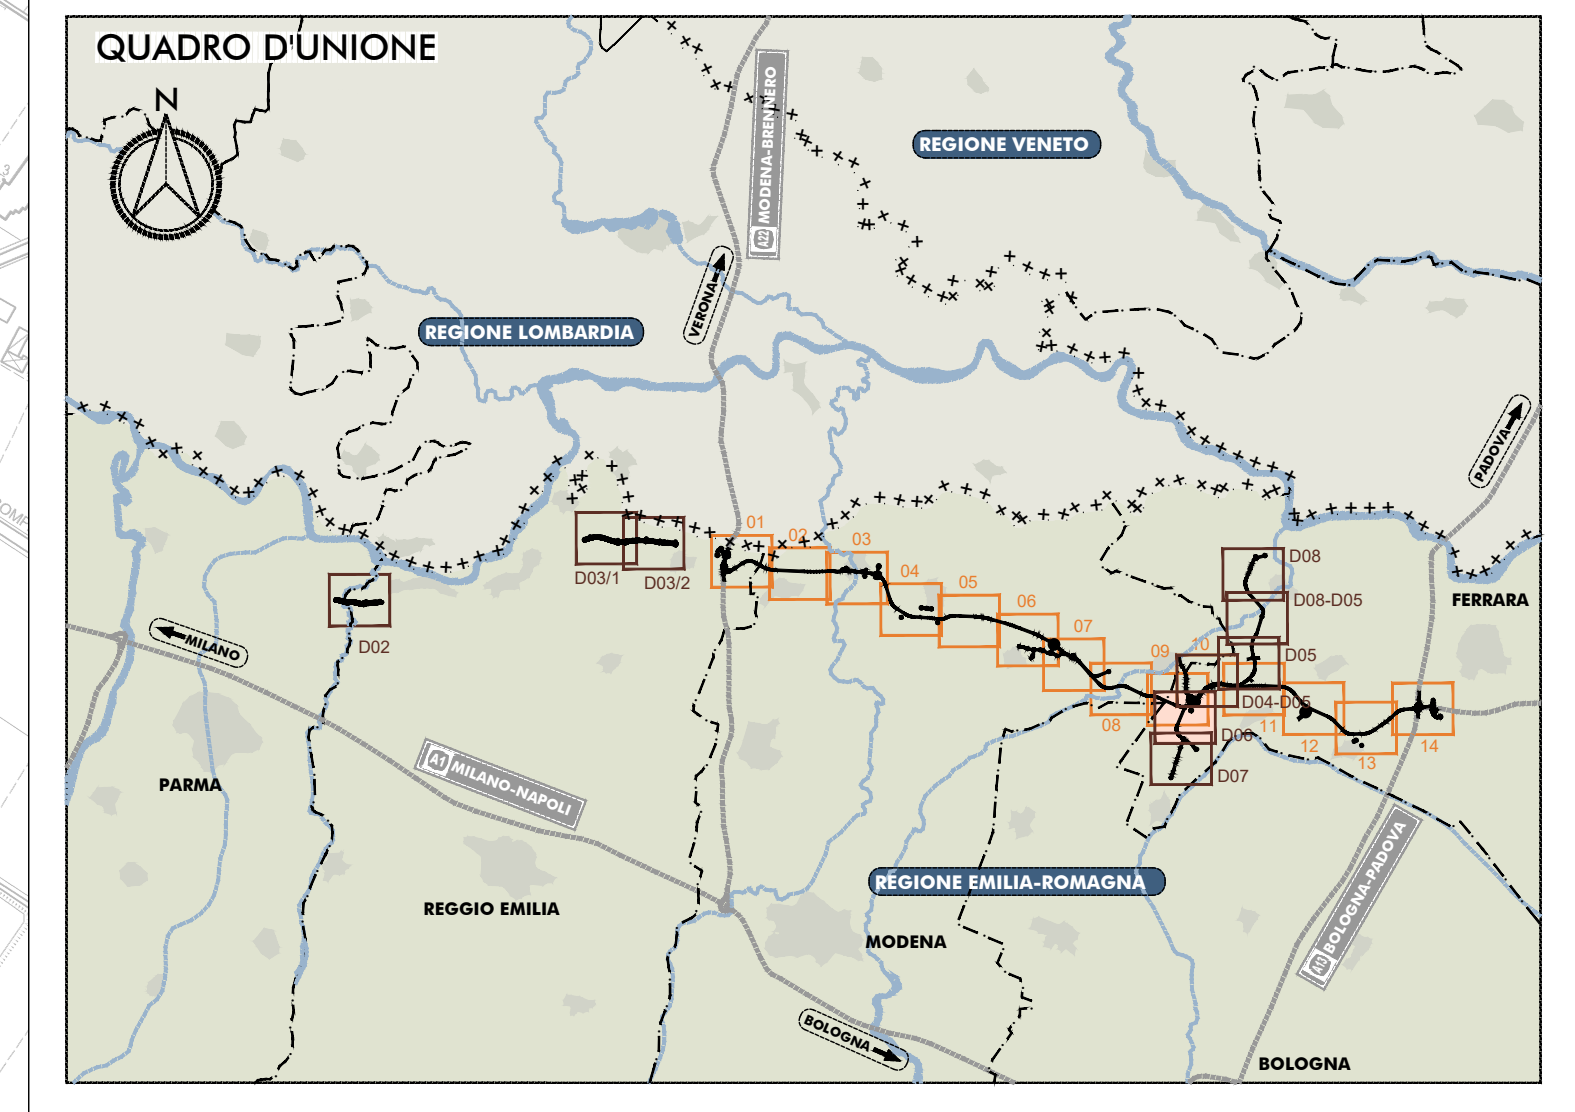 QUADRO D'UNIONE
N
A22 MODENA-BRENNERO
REGIONE VENETO
VERONA
REGIONE LOMBARDIA
PADOVA
01
02
03
04
05
06
07
08
09
10
11
12
13
14
D03/1
D03/2
D02
D08
D08-D05
D05
D04-D05
D06
D07
FERRARA
MILANO
PARMA
A1 MILANO-NAPOLI
REGGIO EMILIA
REGIONE EMILIA-ROMAGNA
MODENA
A13 BOLOGNA-PADOVA
BOLOGNA
BOLOGNA